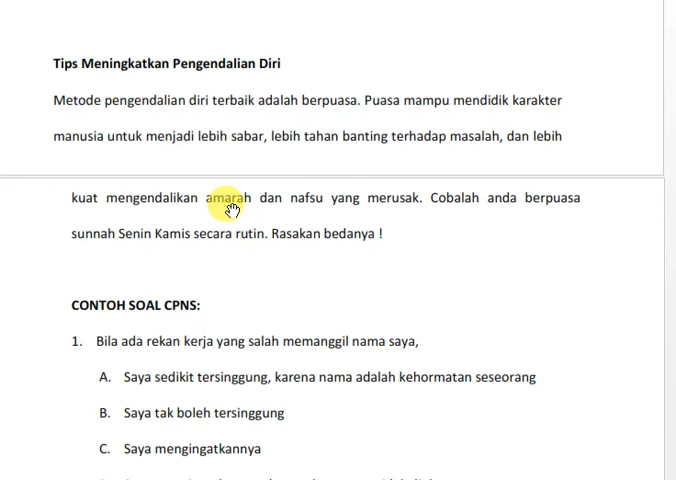 Tips Meningkatkan Pengendalian Diri
Metode pengendalian diri terbaik adalah berpuasa. Puasa mampu mendidik karakter
manusia untuk menjadi lebih sabar, lebih tahan banting terhadap masalah, dan lebih
kuat mengendalikan amarah dan nafsu yang merusak. Cobalah anda berpuasa
sunnah Senin Kamis secara rutin. Rasakan bedanya !
CONTOH SOAL CPNS:
1. Bila ada rekan kerja yang salah memanggil nama saya,
A. Saya sedikit tersinggung, karena nama adalah kehormatan seseorang
B. Saya tak boleh tersinggung
C. Saya mengingatkannya